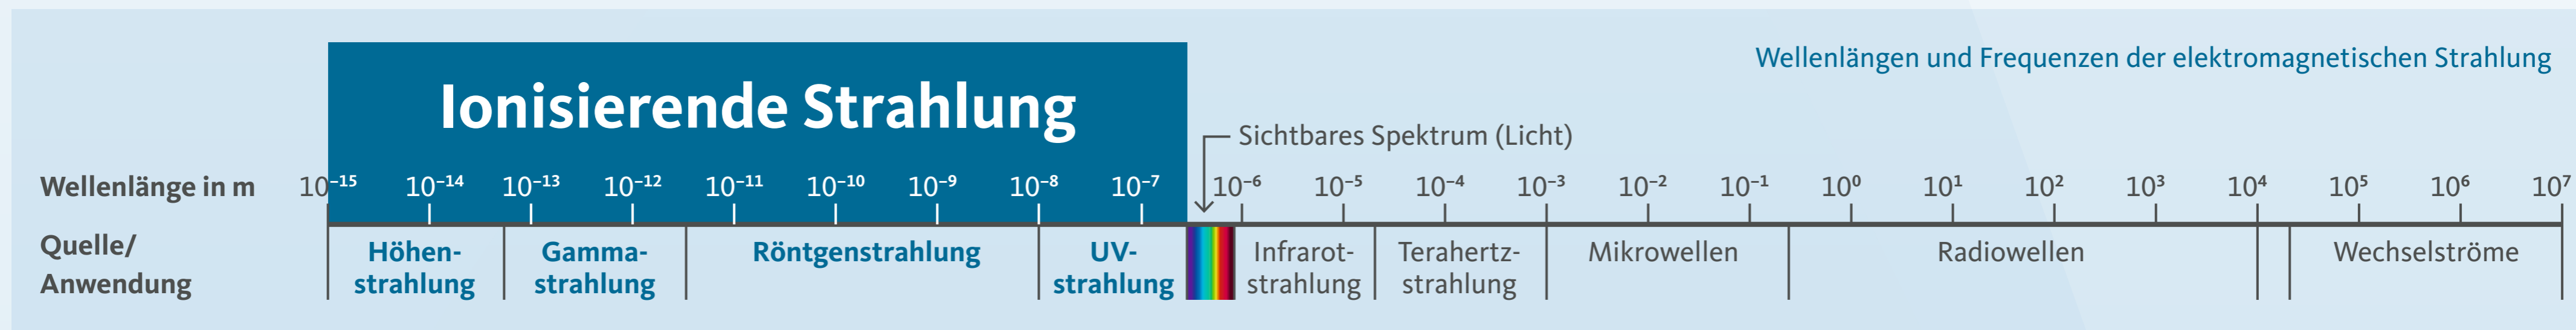 Wellenlängen und Frequenzen der elektromagnetischen Strahlung
Ionisierende Strahlung
Sichtbares Spektrum (Licht)
Wellenlänge in m 10⁻¹⁵ 10⁻¹⁴ 10⁻¹³ 10⁻¹² 10⁻¹¹ 10⁻¹⁰ 10⁻⁹ 10⁻⁸ 10⁻⁷ 10⁻⁶ 10⁻⁵ 10⁻⁴ 10⁻³ 10⁻² 10⁻¹ 10⁰ 10¹ 10² 10³ 10⁴ 10⁵ 10⁶ 10⁷
Quelle/
Anwendung
Höhen-
strahlung
Gamma-
strahlung
Röntgenstrahlung
UV-
strahlung
Infrarot-
strahlung
Terahertz-
strahlung
Mikrowellen
Radiowellen
Wechselströme